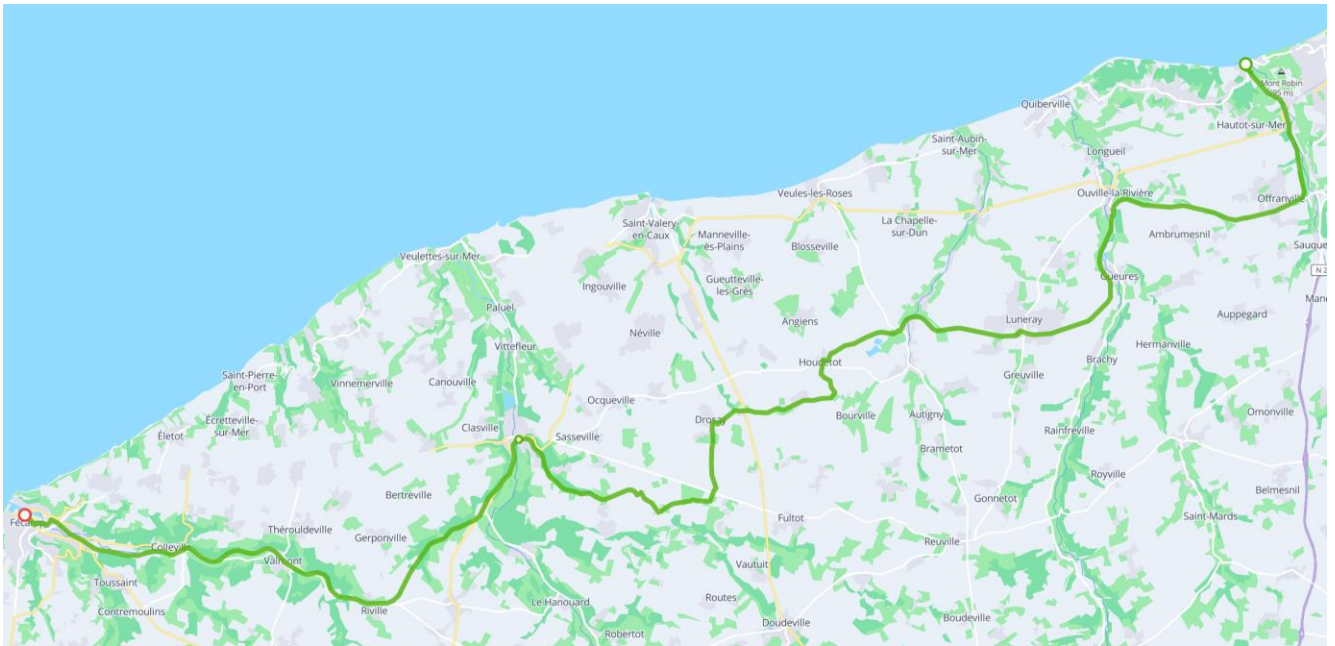 Mont Robin
(95 m)
Quiberville
Hautot-sur-Mer
Saint-Aubin-
sur-Mer
Longueil
Veules-les-Roses
Ouville-la-Rivière
Offranville
Saint-Valery-
en-Caux
Manneville-
ès-Plains
La Chapelle-
sur-Dun
Ambrumesnil
Blosseville
Veulettes-sur-Mer
N 2
Gueures
Gueutteville-
les-Grès
Ingouville
Paluel
Auppegard
Angiens
Luneray
Néville
Hermanville
Vittefleur
Brachy
Houdetot
Saint-Pierre-
en-Port
Vinnemerville
Canouville
Greuville
Ocqueville
Omonville
Écretteville-
sur-Mer
Drosay
Bourville
Autigny
Clasville
Rainfreville
Életot
Sasseville
Brametot
Royville
Bertreville
Gonnetot
Belmesnil
Saint-Mards
Fultot
Thérouldeville
Gerponville
Reuville
Colleville
Valmont
Vautuit
Toussaint
Routes
Le Hanouard
Contremoulins
Riville
Boudeville
Doudeville
Robertot